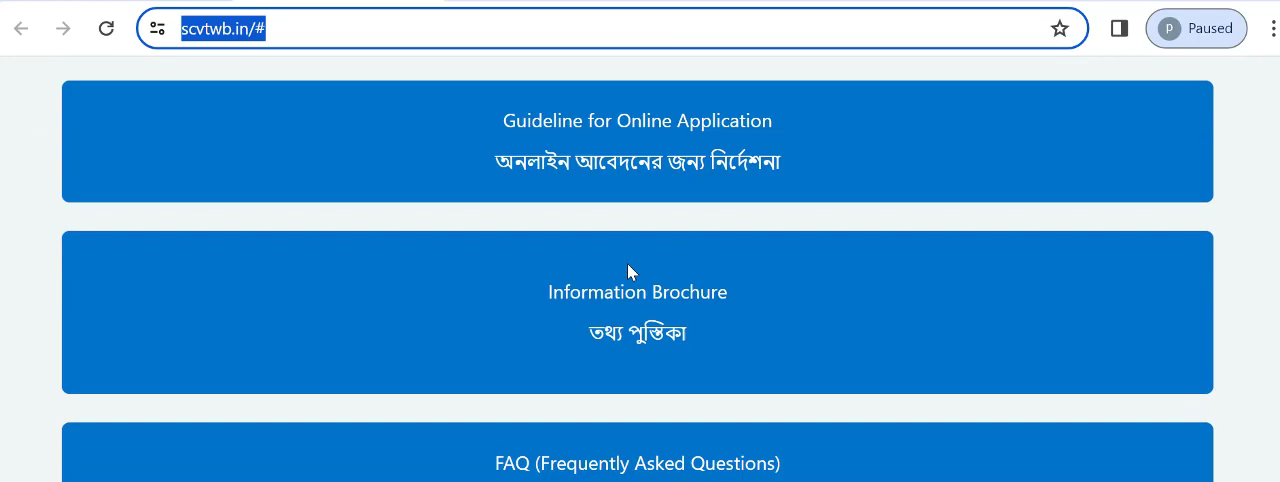 scvtwb.in/#
p Paused
Guideline for Online Application
অনলাইন আবেদনের জন্য নির্দেশনা
Information Brochure
তথ্য পুস্তিকা
FAQ (Frequently Asked Questions)